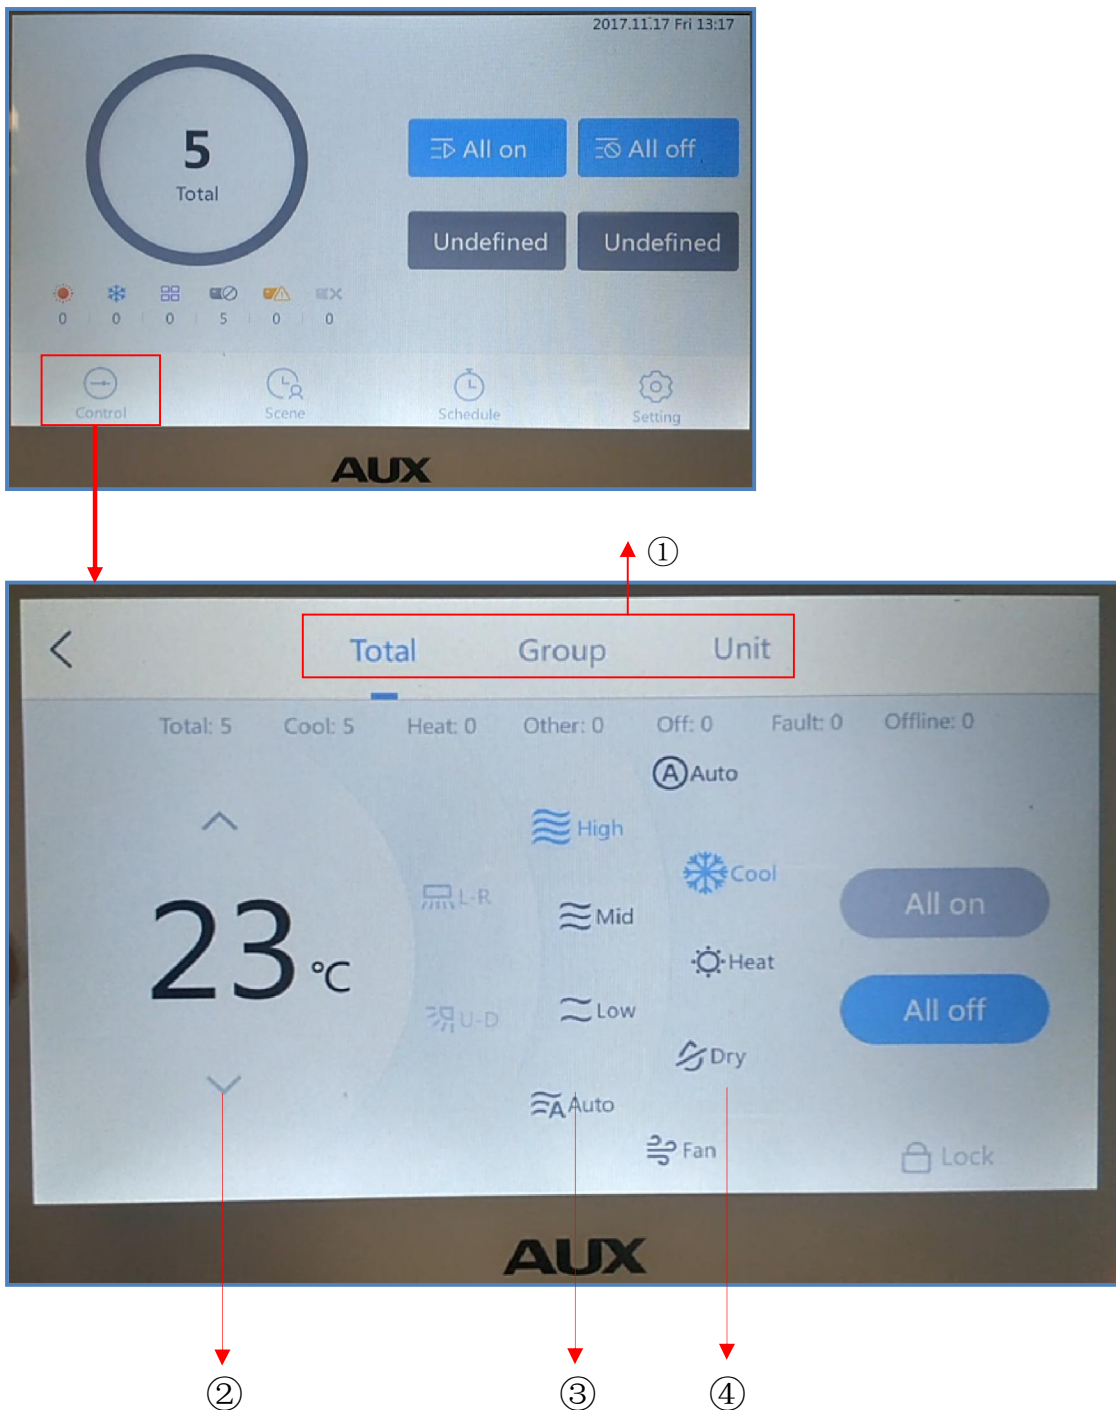 2017.11.17 Fri 13:17
5
Total
All on
All off
Undefined
Undefined
0 0 0 5 0 0
Control
Scene
Schedule
Setting
AUX
①
Total Group Unit
Total: 5 Cool: 5 Heat: 0 Other: 0 Off: 0 Fault: 0 Offline: 0
A Auto
High
Cool
L-R
All on
Mid
23 °C
Heat
Low
All off
U-D
Dry
A Auto
Fan
Lock
AUX
② ③ ④